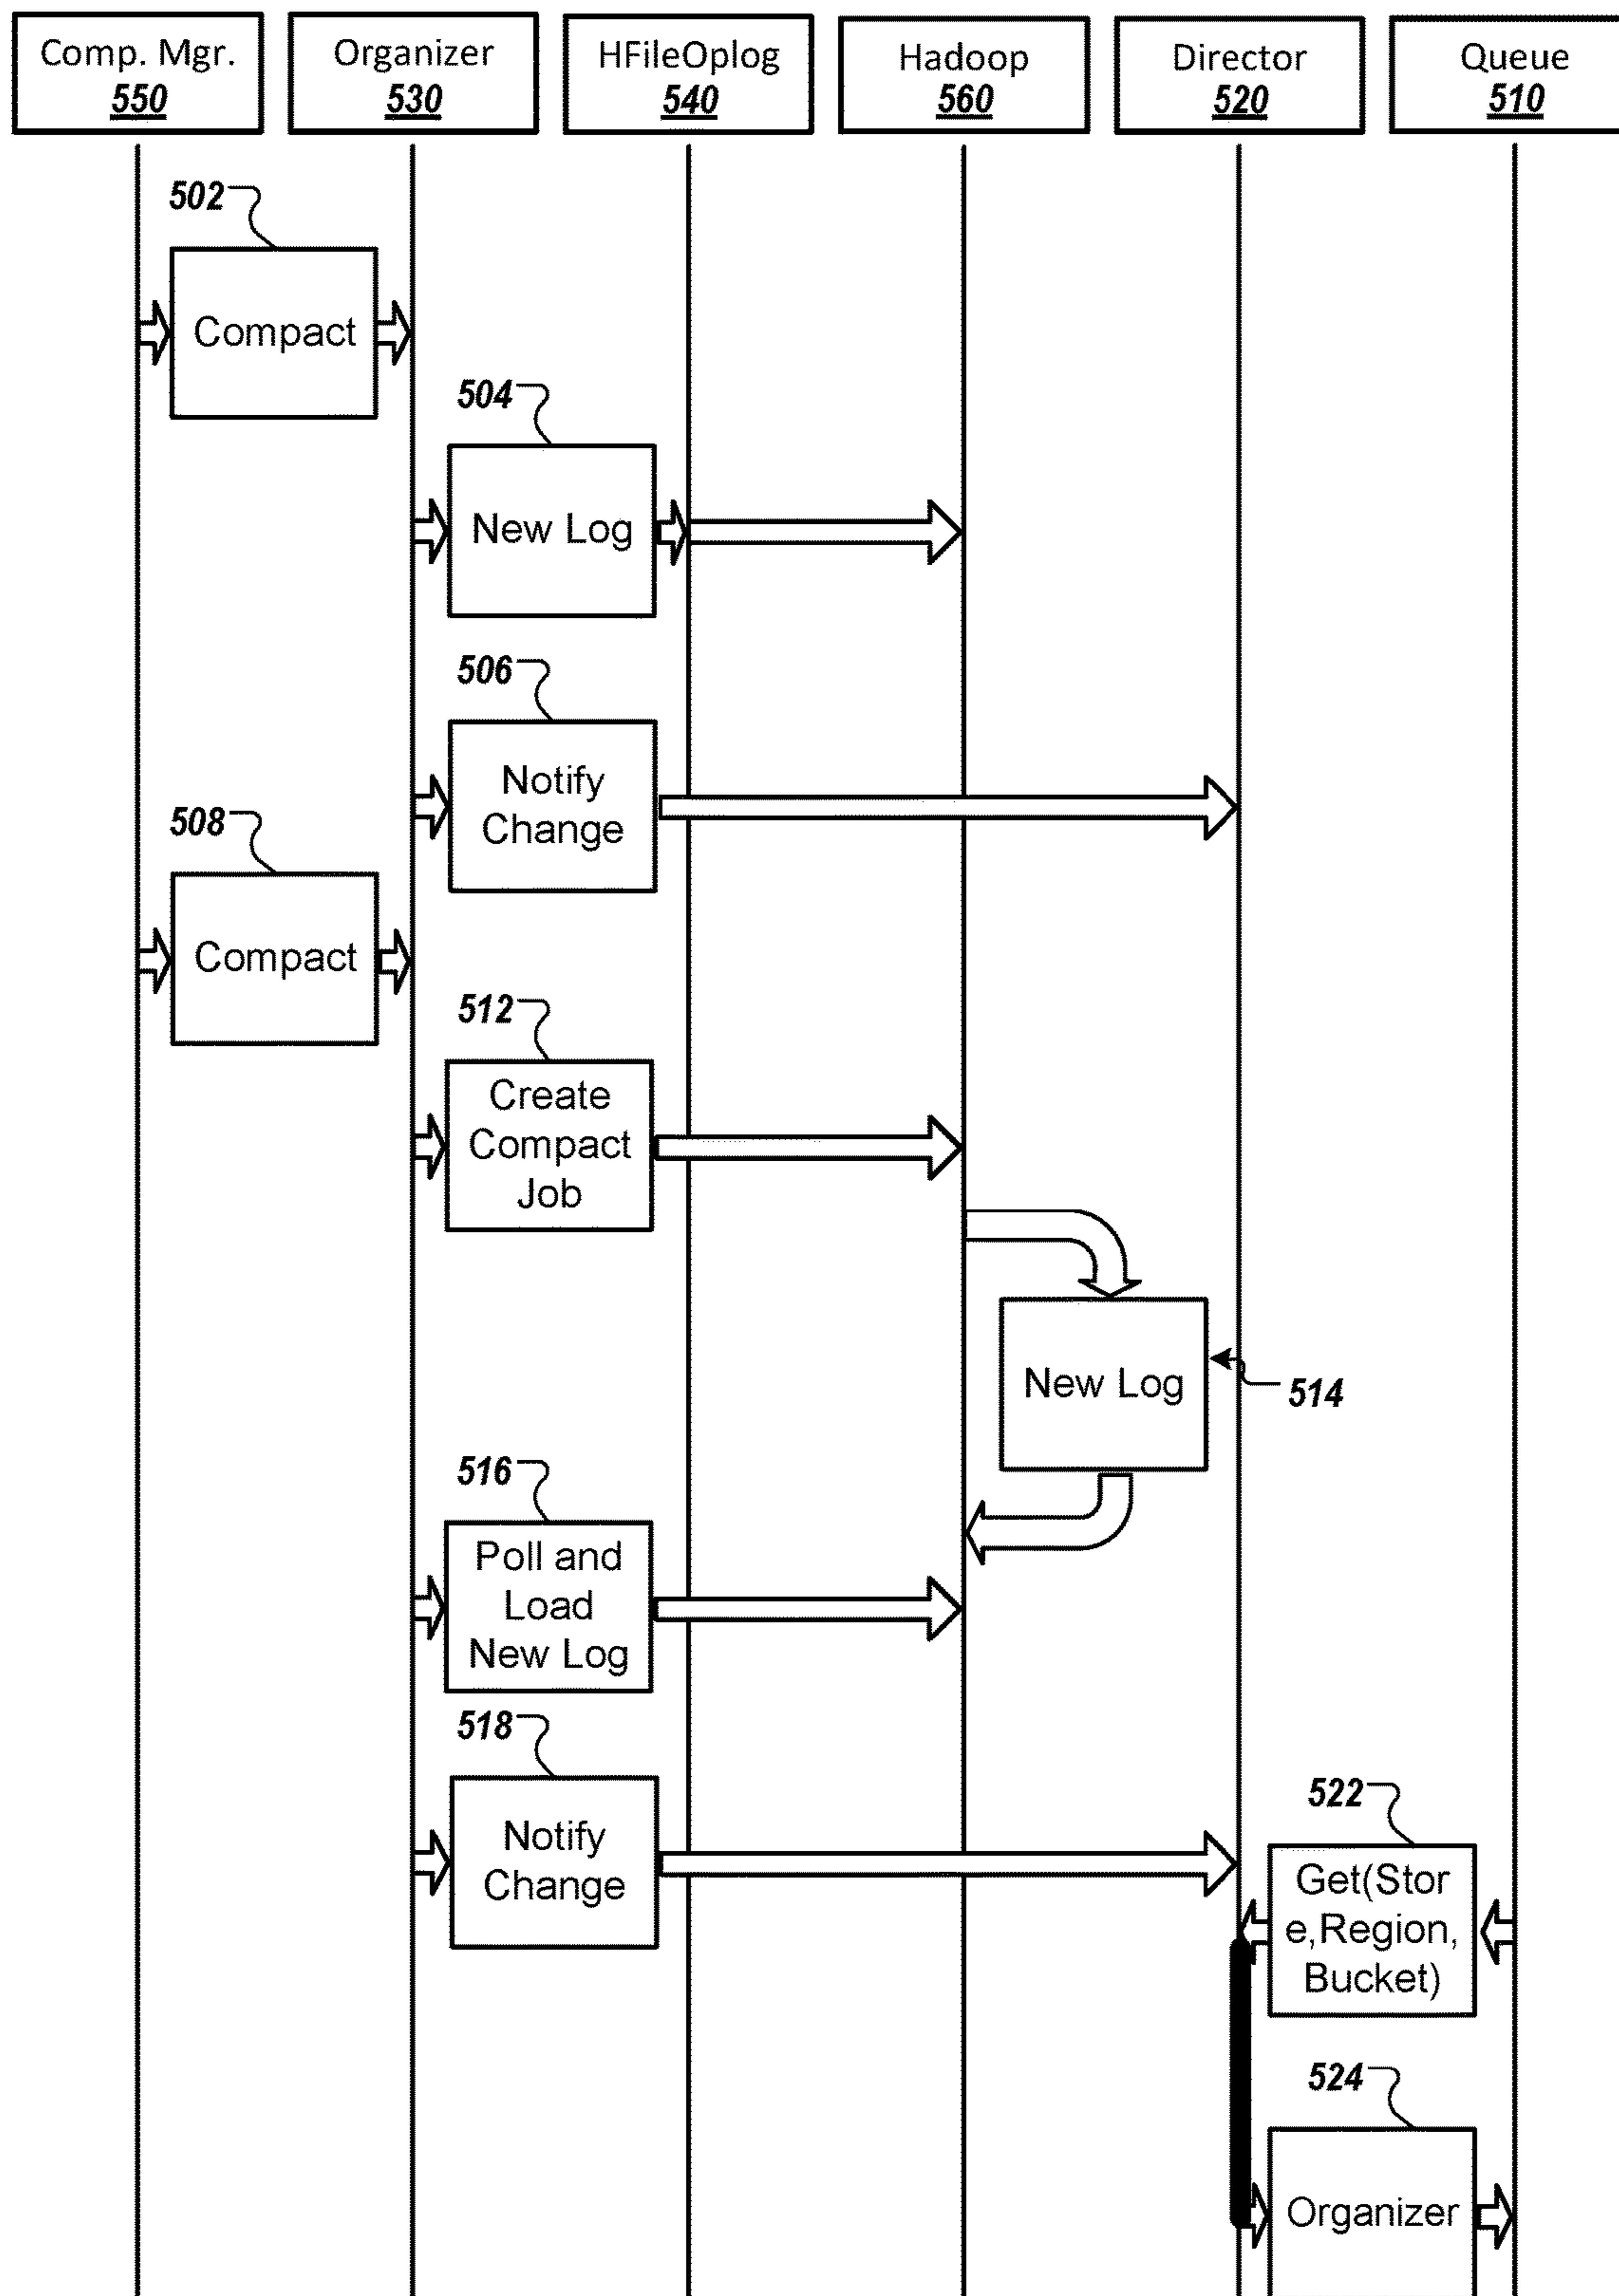 Comp. Mgr.
550
Organizer
530
HFileOplog
540
Hadoop
560
Director
520
Queue
510
502
Compact
504
New Log
506
Notify
Change
508
Compact
512
Create
Compact
Job
New Log
514
516
Poll and
Load
New Log
518
Notify
Change
522
Get(Stor
e,Region,
Bucket)
524
Organizer